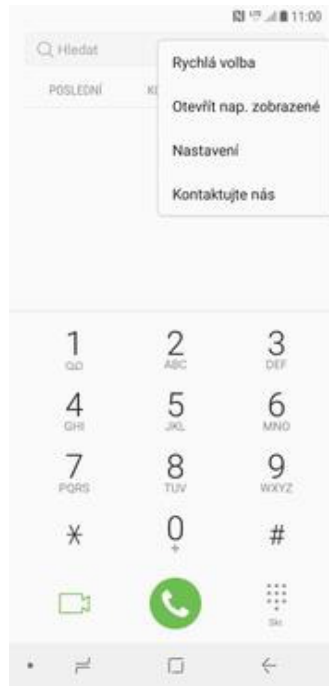 11:00
Hledat
Rychlá volba
POSLEDNÍ
Otevřít nap. zobrazené
Nastavení
Kontaktujte nás
1 2 3
ABC DEF
4 5 6
GHI JKL MNO
7 8 9
PQRS TUV WXYZ
* 0 #
+